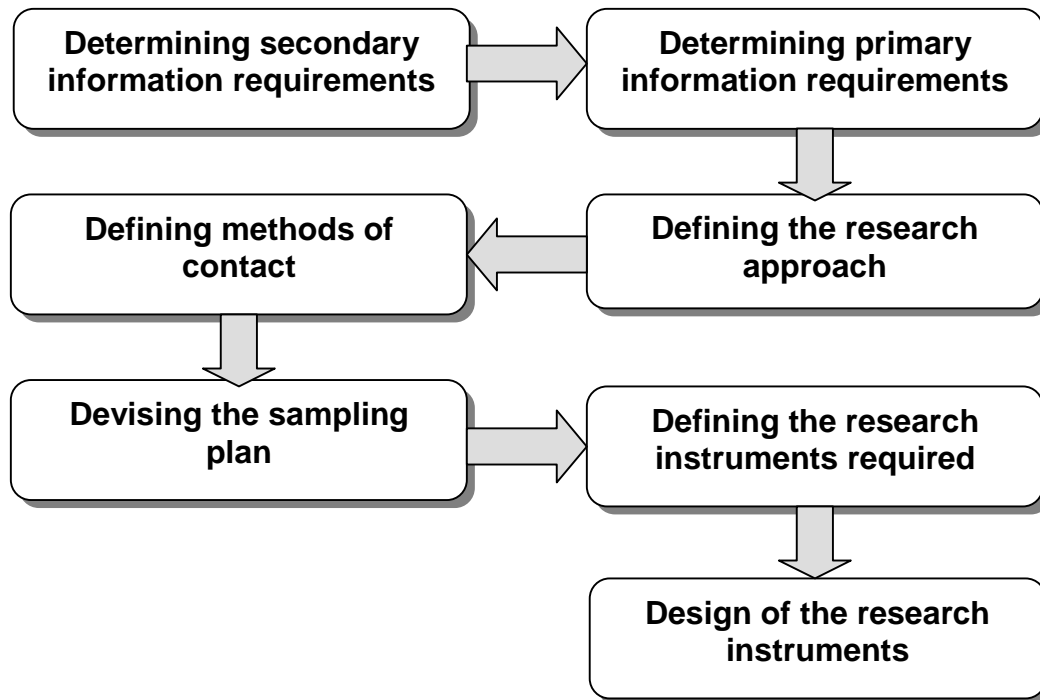 Determining secondary
information requirements
Determining primary
information requirements
Defining the research
approach
Defining methods of
contact
Devising the sampling
plan
Defining the research
instruments required
Design of the research
instruments